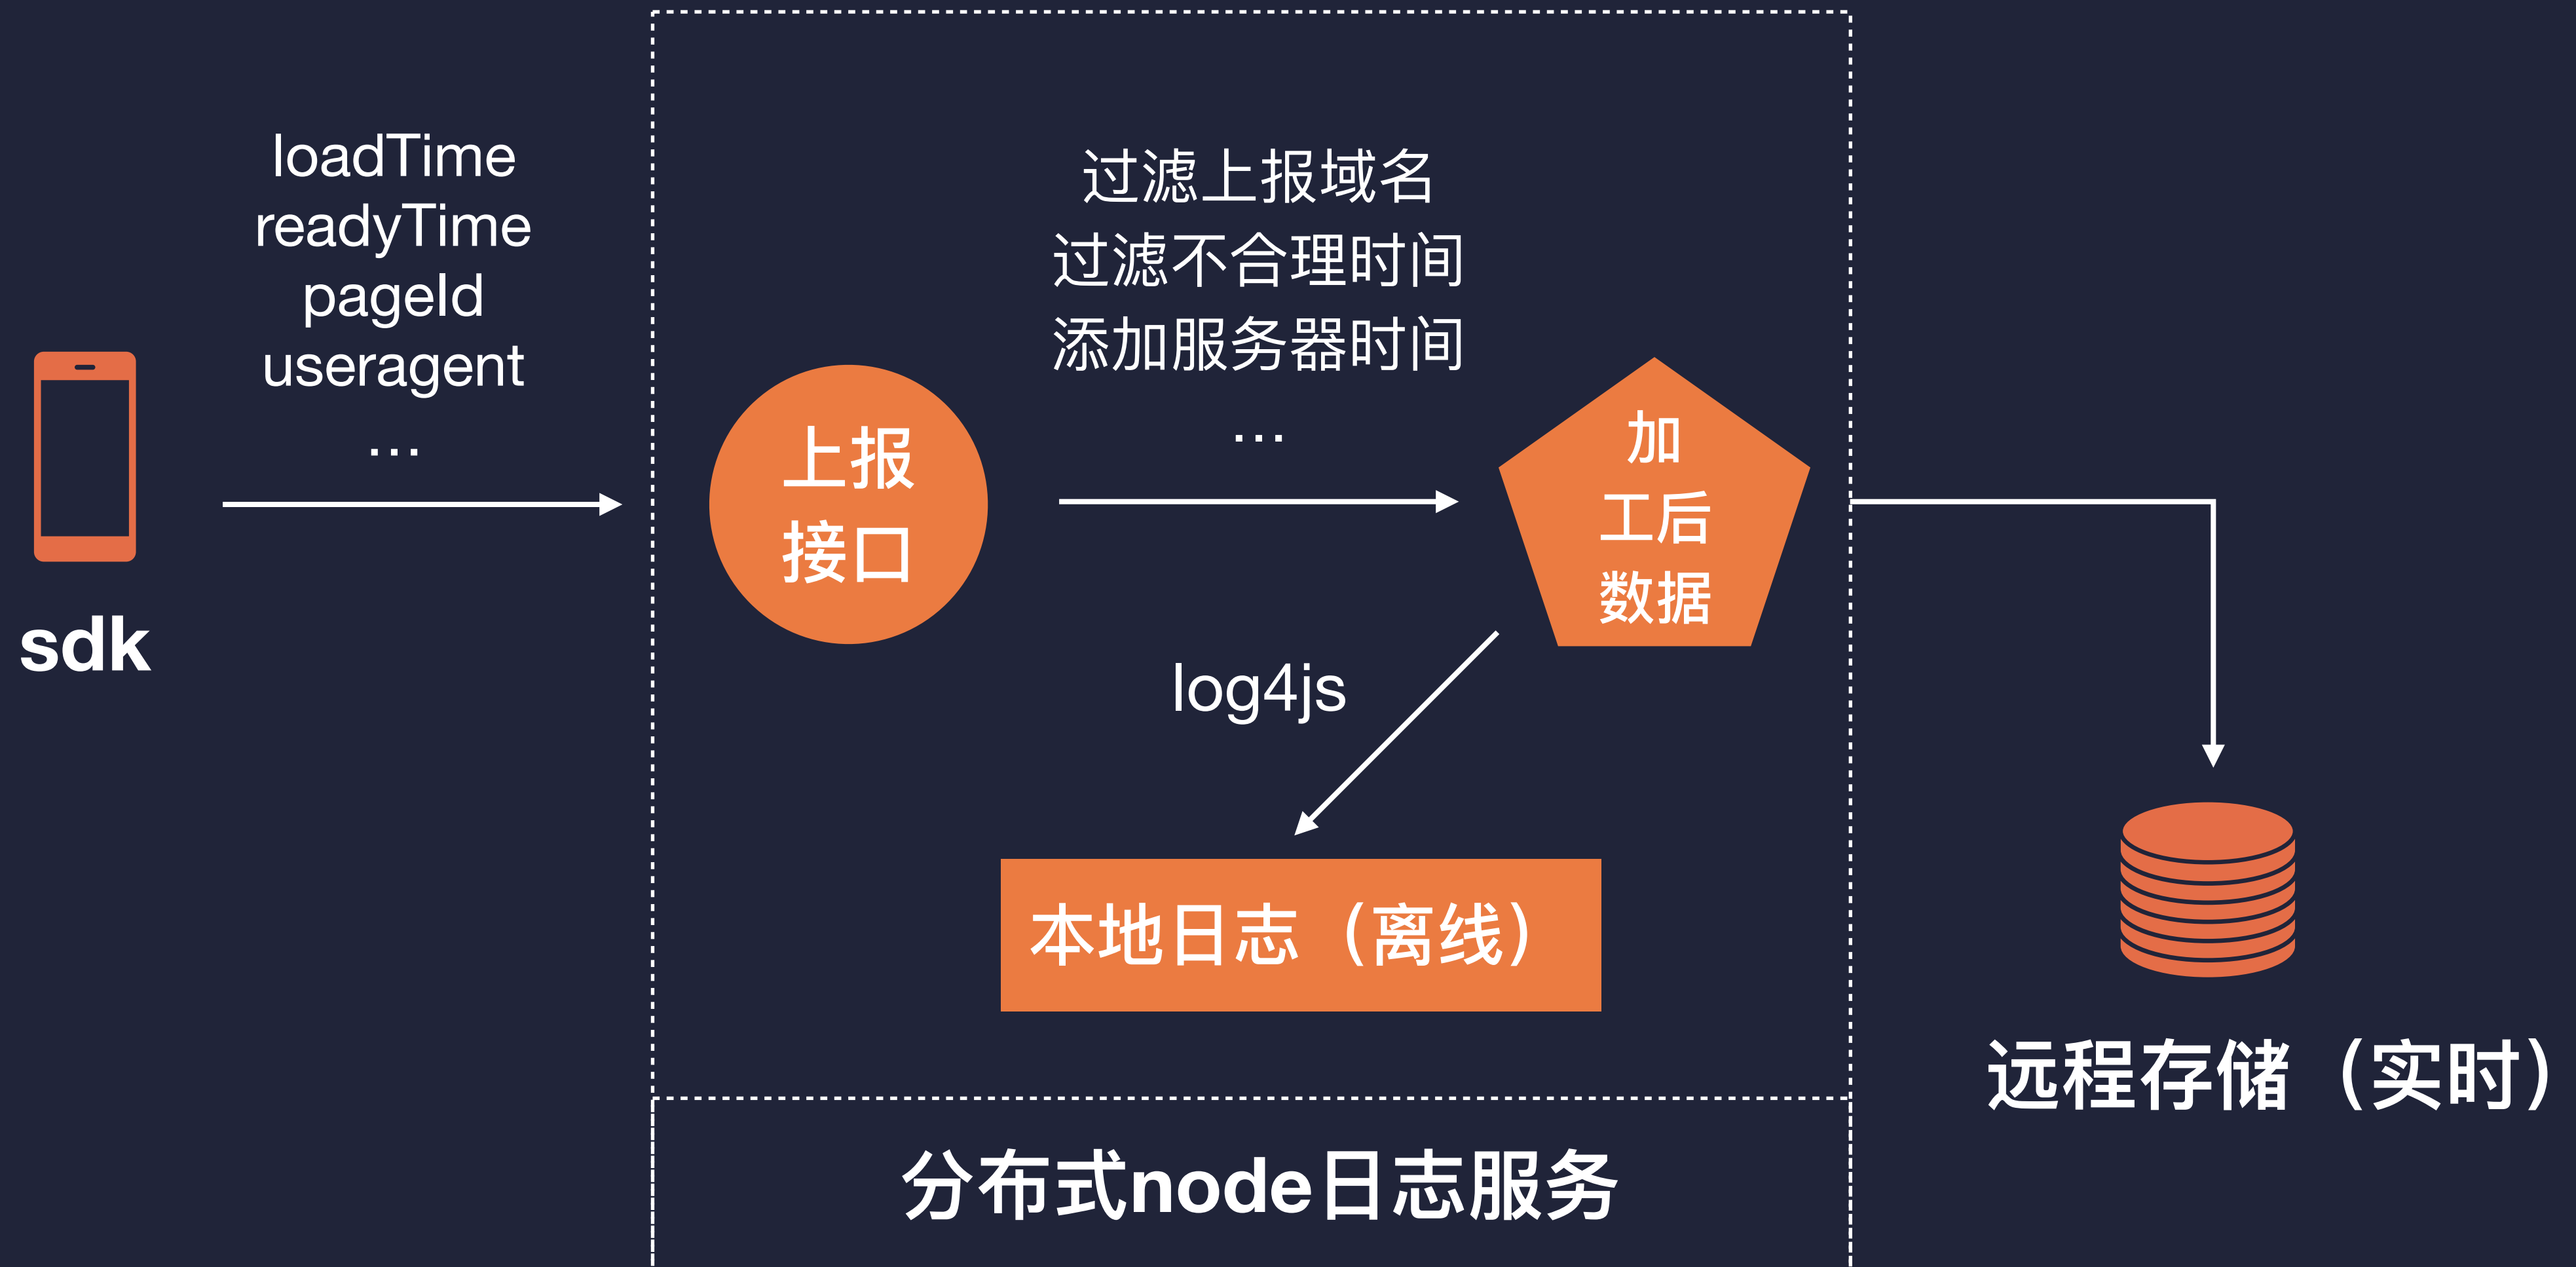 loadTime
readyTime
pageId
useragent
...
sdk
过滤上报域名
过滤不合理时间
添加服务器时间
...
上报
接口
加
工后
数据
log4js
本地日志（离线）
分布式node日志服务
远程存储（实时）